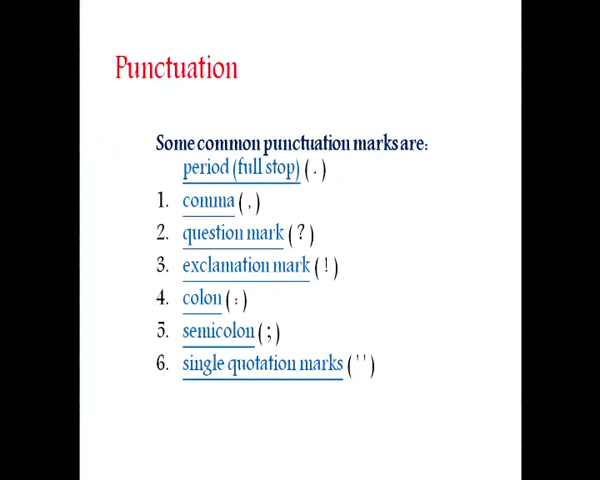 Punctuation
Some common punctuation marks are:
period (full stop) ( . )
1. comma ( , )
2. question mark ( ? )
3. exclamation mark ( ! )
4. colon ( : )
5. semicolon ( ; )
6. single quotation marks ( ' ' )